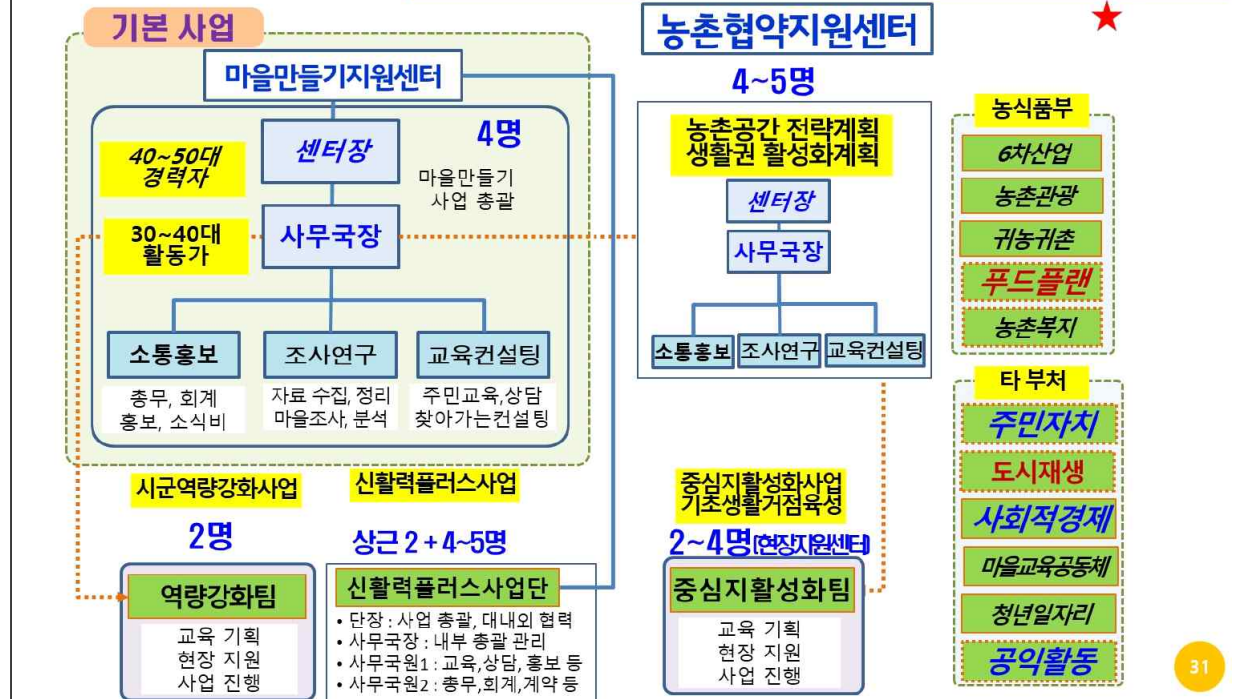 기본 사업
마을만들기지원센터
40~50대
경력자
센터장
4명
마을만들기
사업 총괄
30~40대
활동가
사무국장
소통홍보
조사연구
교육컨설팅
총무, 회계
홍보, 소식비
자료 수집, 정리
마을조사, 분석
주민교육,상담
찾아가는컨설팅
농촌협약지원센터
4~5명
농촌공간 전략계획
생활권 활성화계획
센터장
사무국장
소통홍보
조사연구
교육컨설팅
농식품부
6차산업
농촌관광
귀농귀촌
푸드플랜
농촌복지
타 부처
주민자치
도시재생
사회적경제
마을교육공동체
청년일자리
공익활동
시군역량강화사업
2명
역량강화팀
교육 기획
현장 지원
사업 진행
신활력플러스사업
상근 2 + 4~5명
신활력플러스사업단
• 단장 : 사업 총괄, 대내외 협력
• 사무국장 : 내부 총괄 관리
• 사무국원1 : 교육,상담, 홍보 등
• 사무국원2 : 총무,회계,계약 등
중심지활성화사업
기초생활거점육성
2~4명(현장지원센터)
중심지활성화팀
교육 기획
현장 지원
사업 진행
31